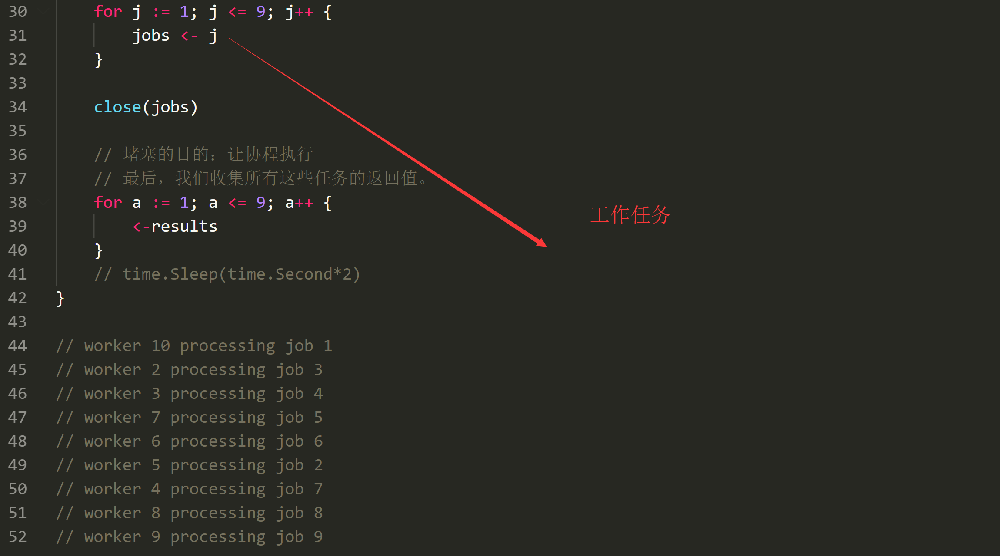 30 for j := 1; j <= 9; j++ {
31 jobs <- j
32 }
33
34 close(jobs)
35
36 // 堵塞的目的：让协程执行
37 // 最后，我们收集所有这些任务的返回值。
38 for a := 1; a <= 9; a++ {
39 <-results
工作任务
40 }
41 // time.Sleep(time.Second*2)
42 }
43
44 // worker 10 processing job 1
45 // worker 2 processing job 3
46 // worker 3 processing job 4
47 // worker 7 processing job 5
48 // worker 6 processing job 6
49 // worker 5 processing job 2
50 // worker 4 processing job 7
51 // worker 8 processing job 8
52 // worker 9 processing job 9